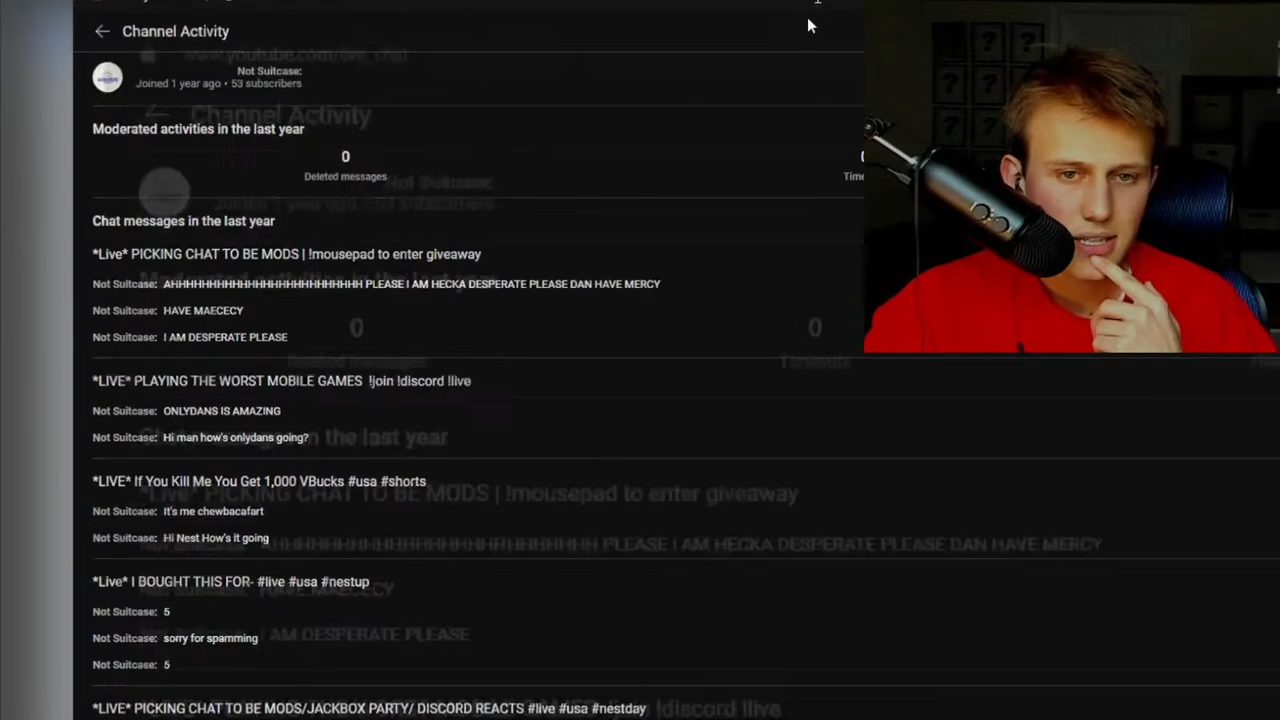 Channel Activity
Not Suitcase:
Joined 1 year ago • 53 subscribers
Moderated activities in the last year
0
Deleted messages
Time
Chat messages in the last year
*Live* PICKING CHAT TO BE MODS | !mousepad to enter giveaway
Not Suitcase: AHHHHHHHHHHHHHHHHHHHHHHHHHH PLEASE I AM HECKA DESPERATE PLEASE DAN HAVE MERCY
Not Suitcase: HAVE MAECECY
Not Suitcase: I AM DESPERATE PLEASE
*LIVE* PLAYING THE WORST MOBILE GAMES !join !discord !live
Not Suitcase: ONLYDANS IS AMAZING
Not Suitcase: Hi man how's onlydans going?
*LIVE* If You Kill Me You Get 1,000 VBucks #usa #shorts
Not Suitcase: It's me chewbacafart
Not Suitcase: Hi Nest How's it going
*Live* I BOUGHT THIS FOR- #live #usa #nestup
Not Suitcase: 5
Not Suitcase: sorry for spamming
Not Suitcase: 5
*LIVE* PICKING CHAT TO BE MODS/JACKBOX PARTY/ DISCORD REACTS #live #usa #nestday